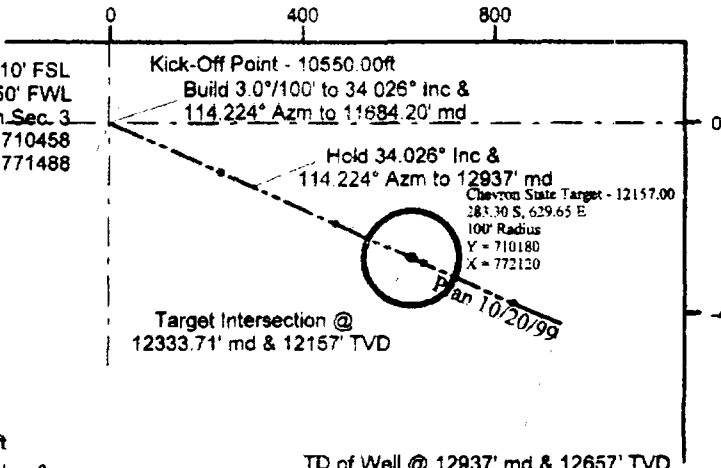 0 400 800
10' FSL
FWL
Sec. 3
710458
771488
Kick-Off Point - 10550.00ft
Build 3.0°/100' to 34.026° Inc &
114.224° Azm to 11684.20' md
0
Hold 34.026° Inc &
114.224° Azm to 12937' md
Chevron State Target - 12157.00
283.30 S, 629.65 E
100' Radius
Y = 710180
X = 772120
Plan 10/20/99
Target Intersection @
12333.71' md & 12157' TVD
TD of Well @ 12937' md & 12657' TVD